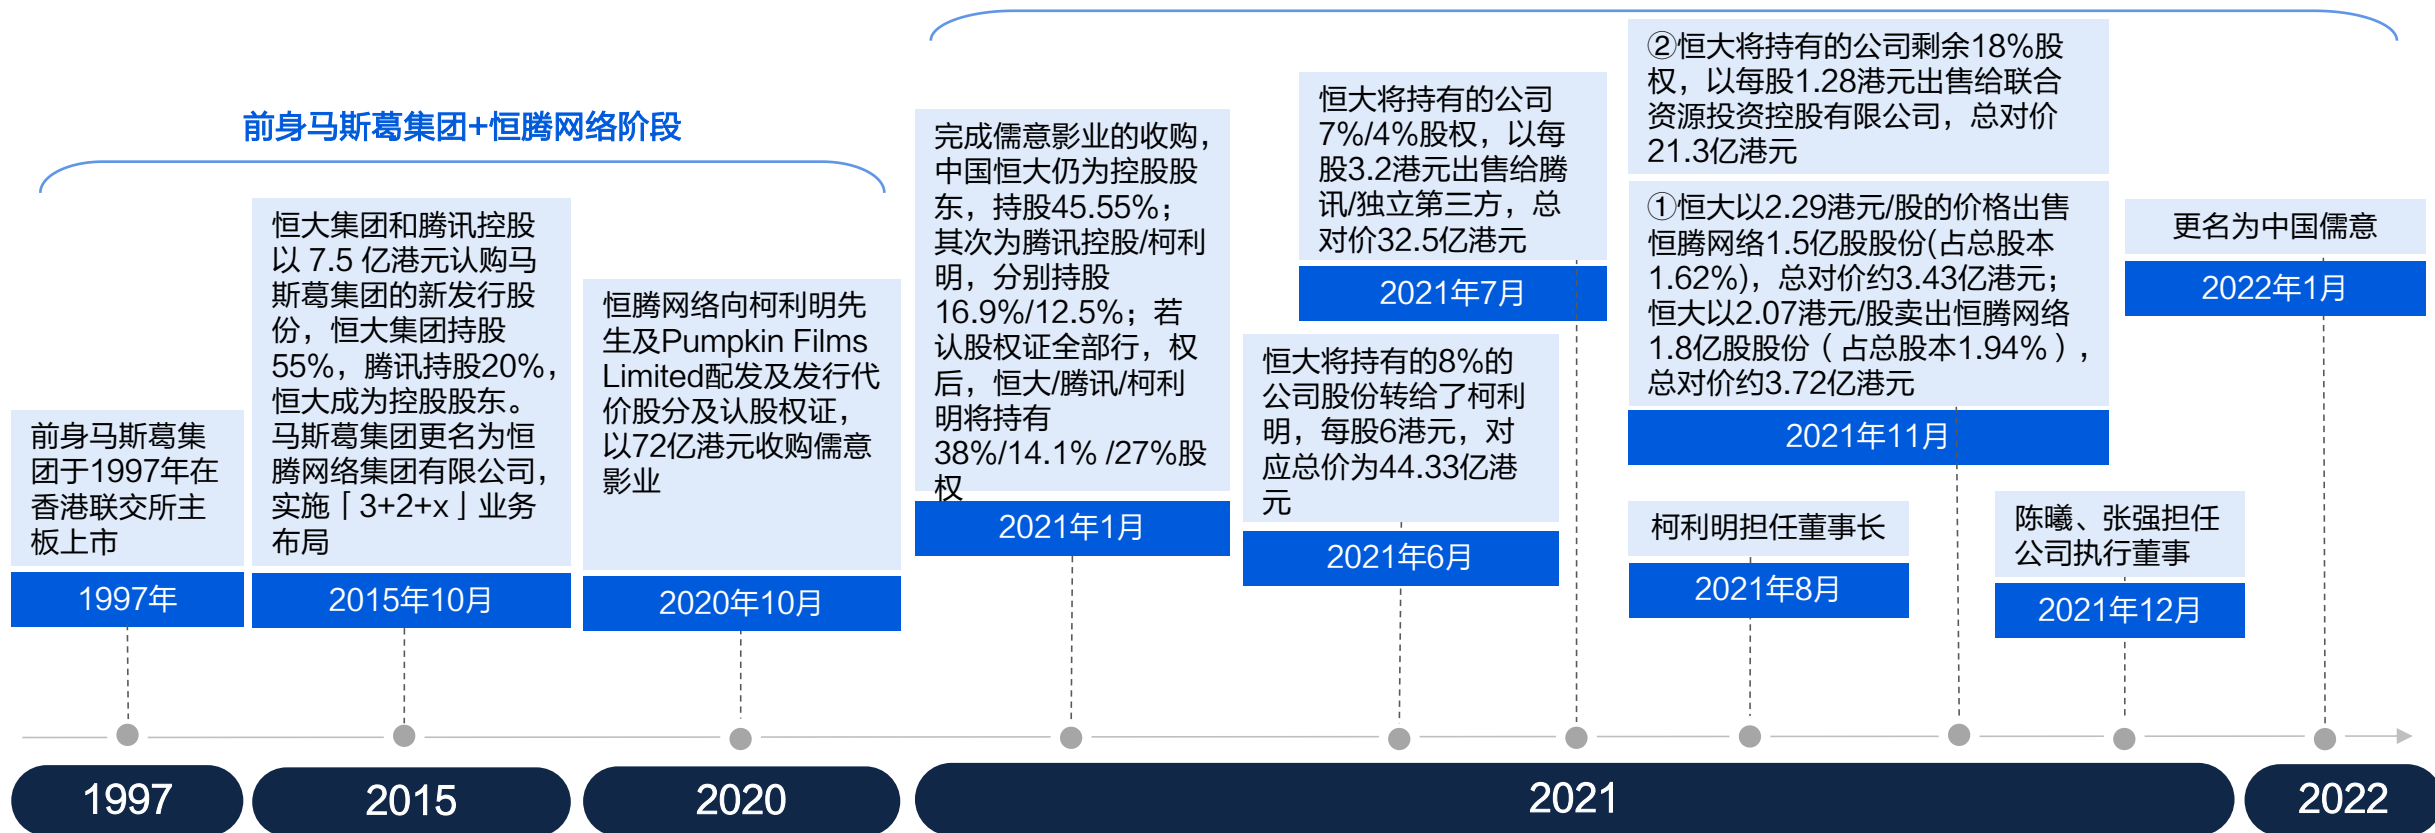 前身马斯葛集团+恒腾网络阶段
前身马斯葛集
团于1997年在
香港联交所主
板上市
1997年
恒大集团和腾讯控股
以 7.5 亿港元认购马
斯葛集团的新发行股
份，恒大集团持股
55%，腾讯持股20%，
恒大成为控股股东。
马斯葛集团更名为恒
腾网络集团有限公司，
实施「3+2+x」业务
布局
2015年10月
恒腾网络向柯利明先
生及Pumpkin Films
Limited配发及发行代
价股分及认股权证，
以72亿港元收购儒意
影业
2020年10月
完成儒意影业的收购，
中国恒大仍为控股股
东，持股45.55%；
其次为腾讯控股/柯利
明，分别持股
16.9%/12.5%；若
认股权证全部行，权
后，恒大/腾讯/柯利
明将持有
38%/14.1% /27%股
权
2021年1月
恒大将持有的8%的
公司股份转给了柯利
明，每股6港元，对
应总价为44.33亿港
元
2021年6月
恒大将持有的公司
7%/4%股权，以每
股3.2港元出售给腾
讯/独立第三方，总
对价32.5亿港元
2021年7月
柯利明担任董事长
2021年8月
②恒大将持有的公司剩余18%股
权，以每股1.28港元出售给联合
资源投资控股有限公司，总对价
21.3亿港元
①恒大以2.29港元/股的价格出售
恒腾网络1.5亿股股份(占总股本
1.62%)，总对价约3.43亿港元；
恒大以2.07港元/股卖出恒腾网络
1.8亿股股份（占总股本1.94%），
总对价约3.72亿港元
2021年11月
陈曦、张强担任
公司执行董事
2021年12月
更名为中国儒意
2022年1月
1997
2015
2020
2021
2022